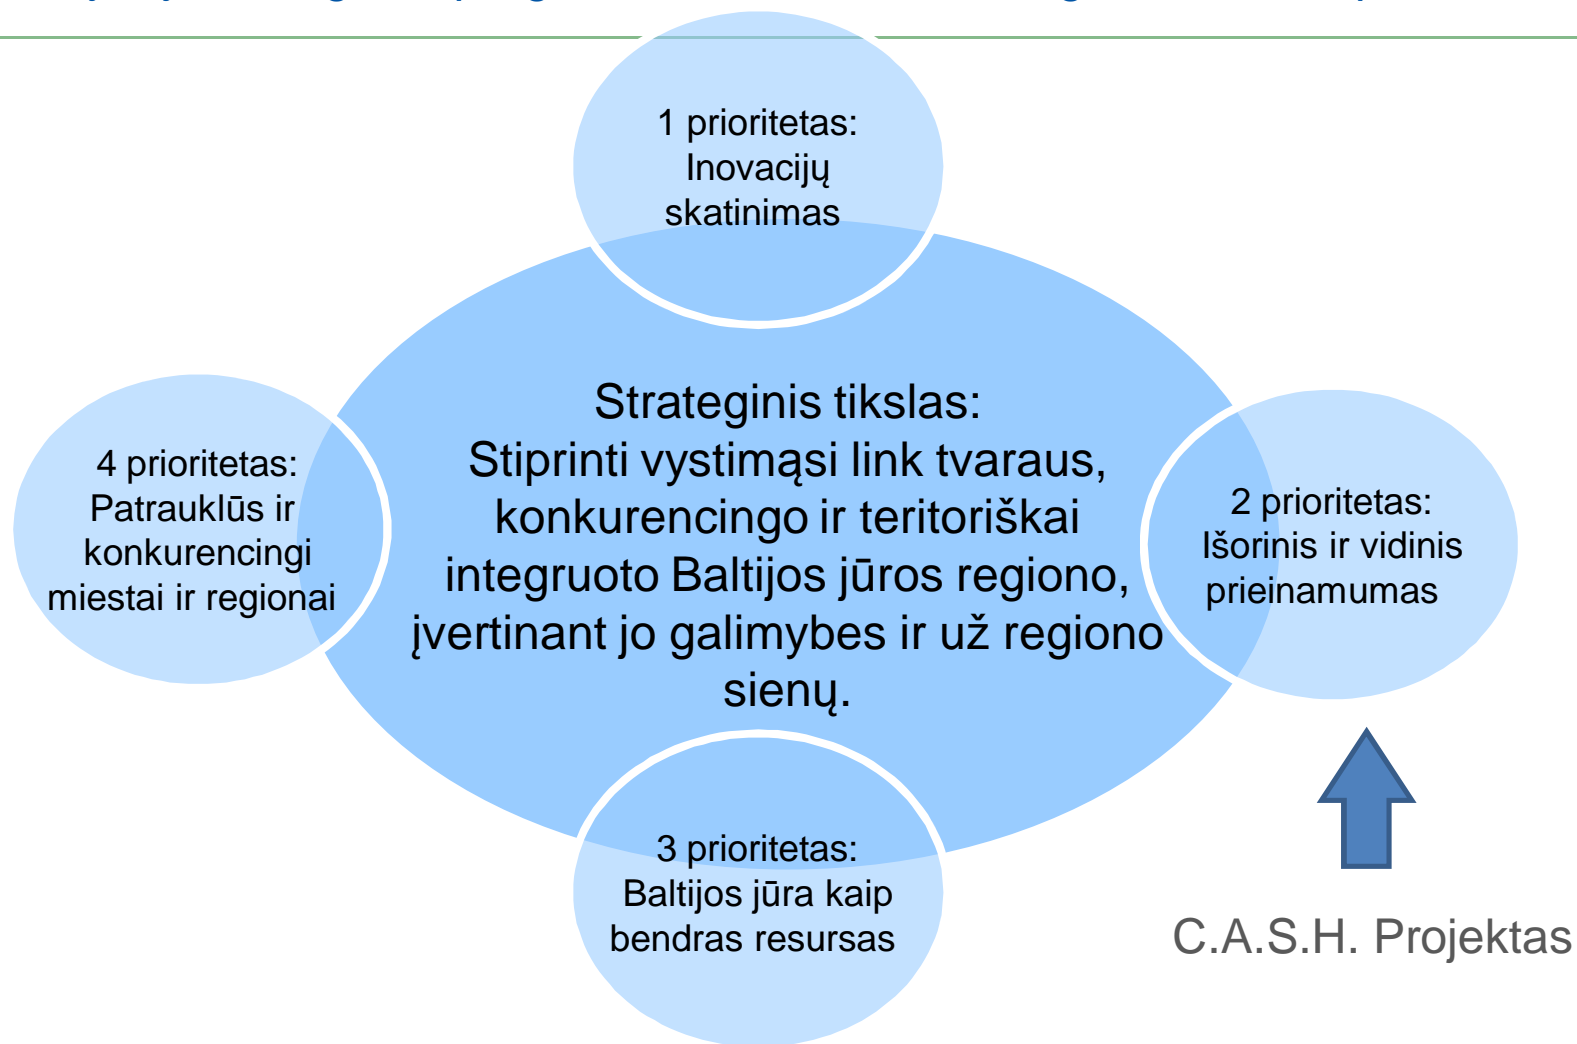 1 prioritetas:
Inovacijų
skatinimas
Strateginis tikslas:
Stiprinti vystimąsi link tvaraus,
konkurencingo ir teritoriškai
integruoto Baltijos jūros regiono,
įvertinant jo galimybes ir už regiono
sienų.
4 prioritetas:
Patrauklūs ir
konkurencingi
miestai ir regionai
2 prioritetas:
Išorinis ir vidinis
prieinamumas
3 prioritetas:
Baltijos jūra kaip
bendras resursas
C.A.S.H. Projektas